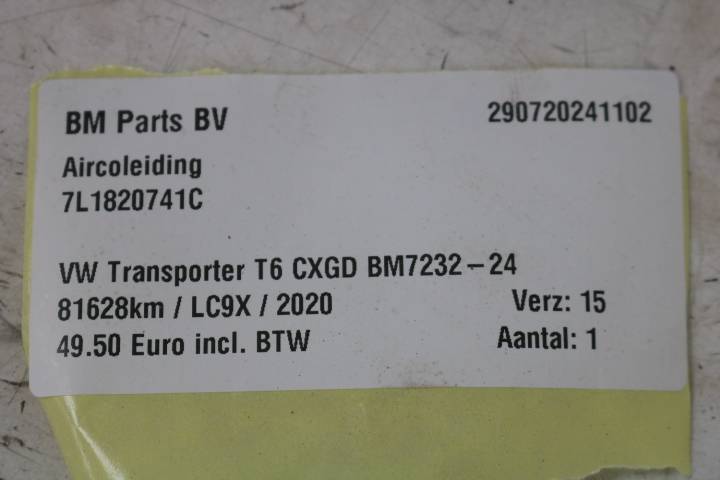 BM Parts BV 290720241102
Aircoleiding
7L1820741C
VW Transporter T6 CXGD BM7232-24
81628km / LC9X / 2020 Verz: 15
49.50 Euro incl. BTW Aantal: 1